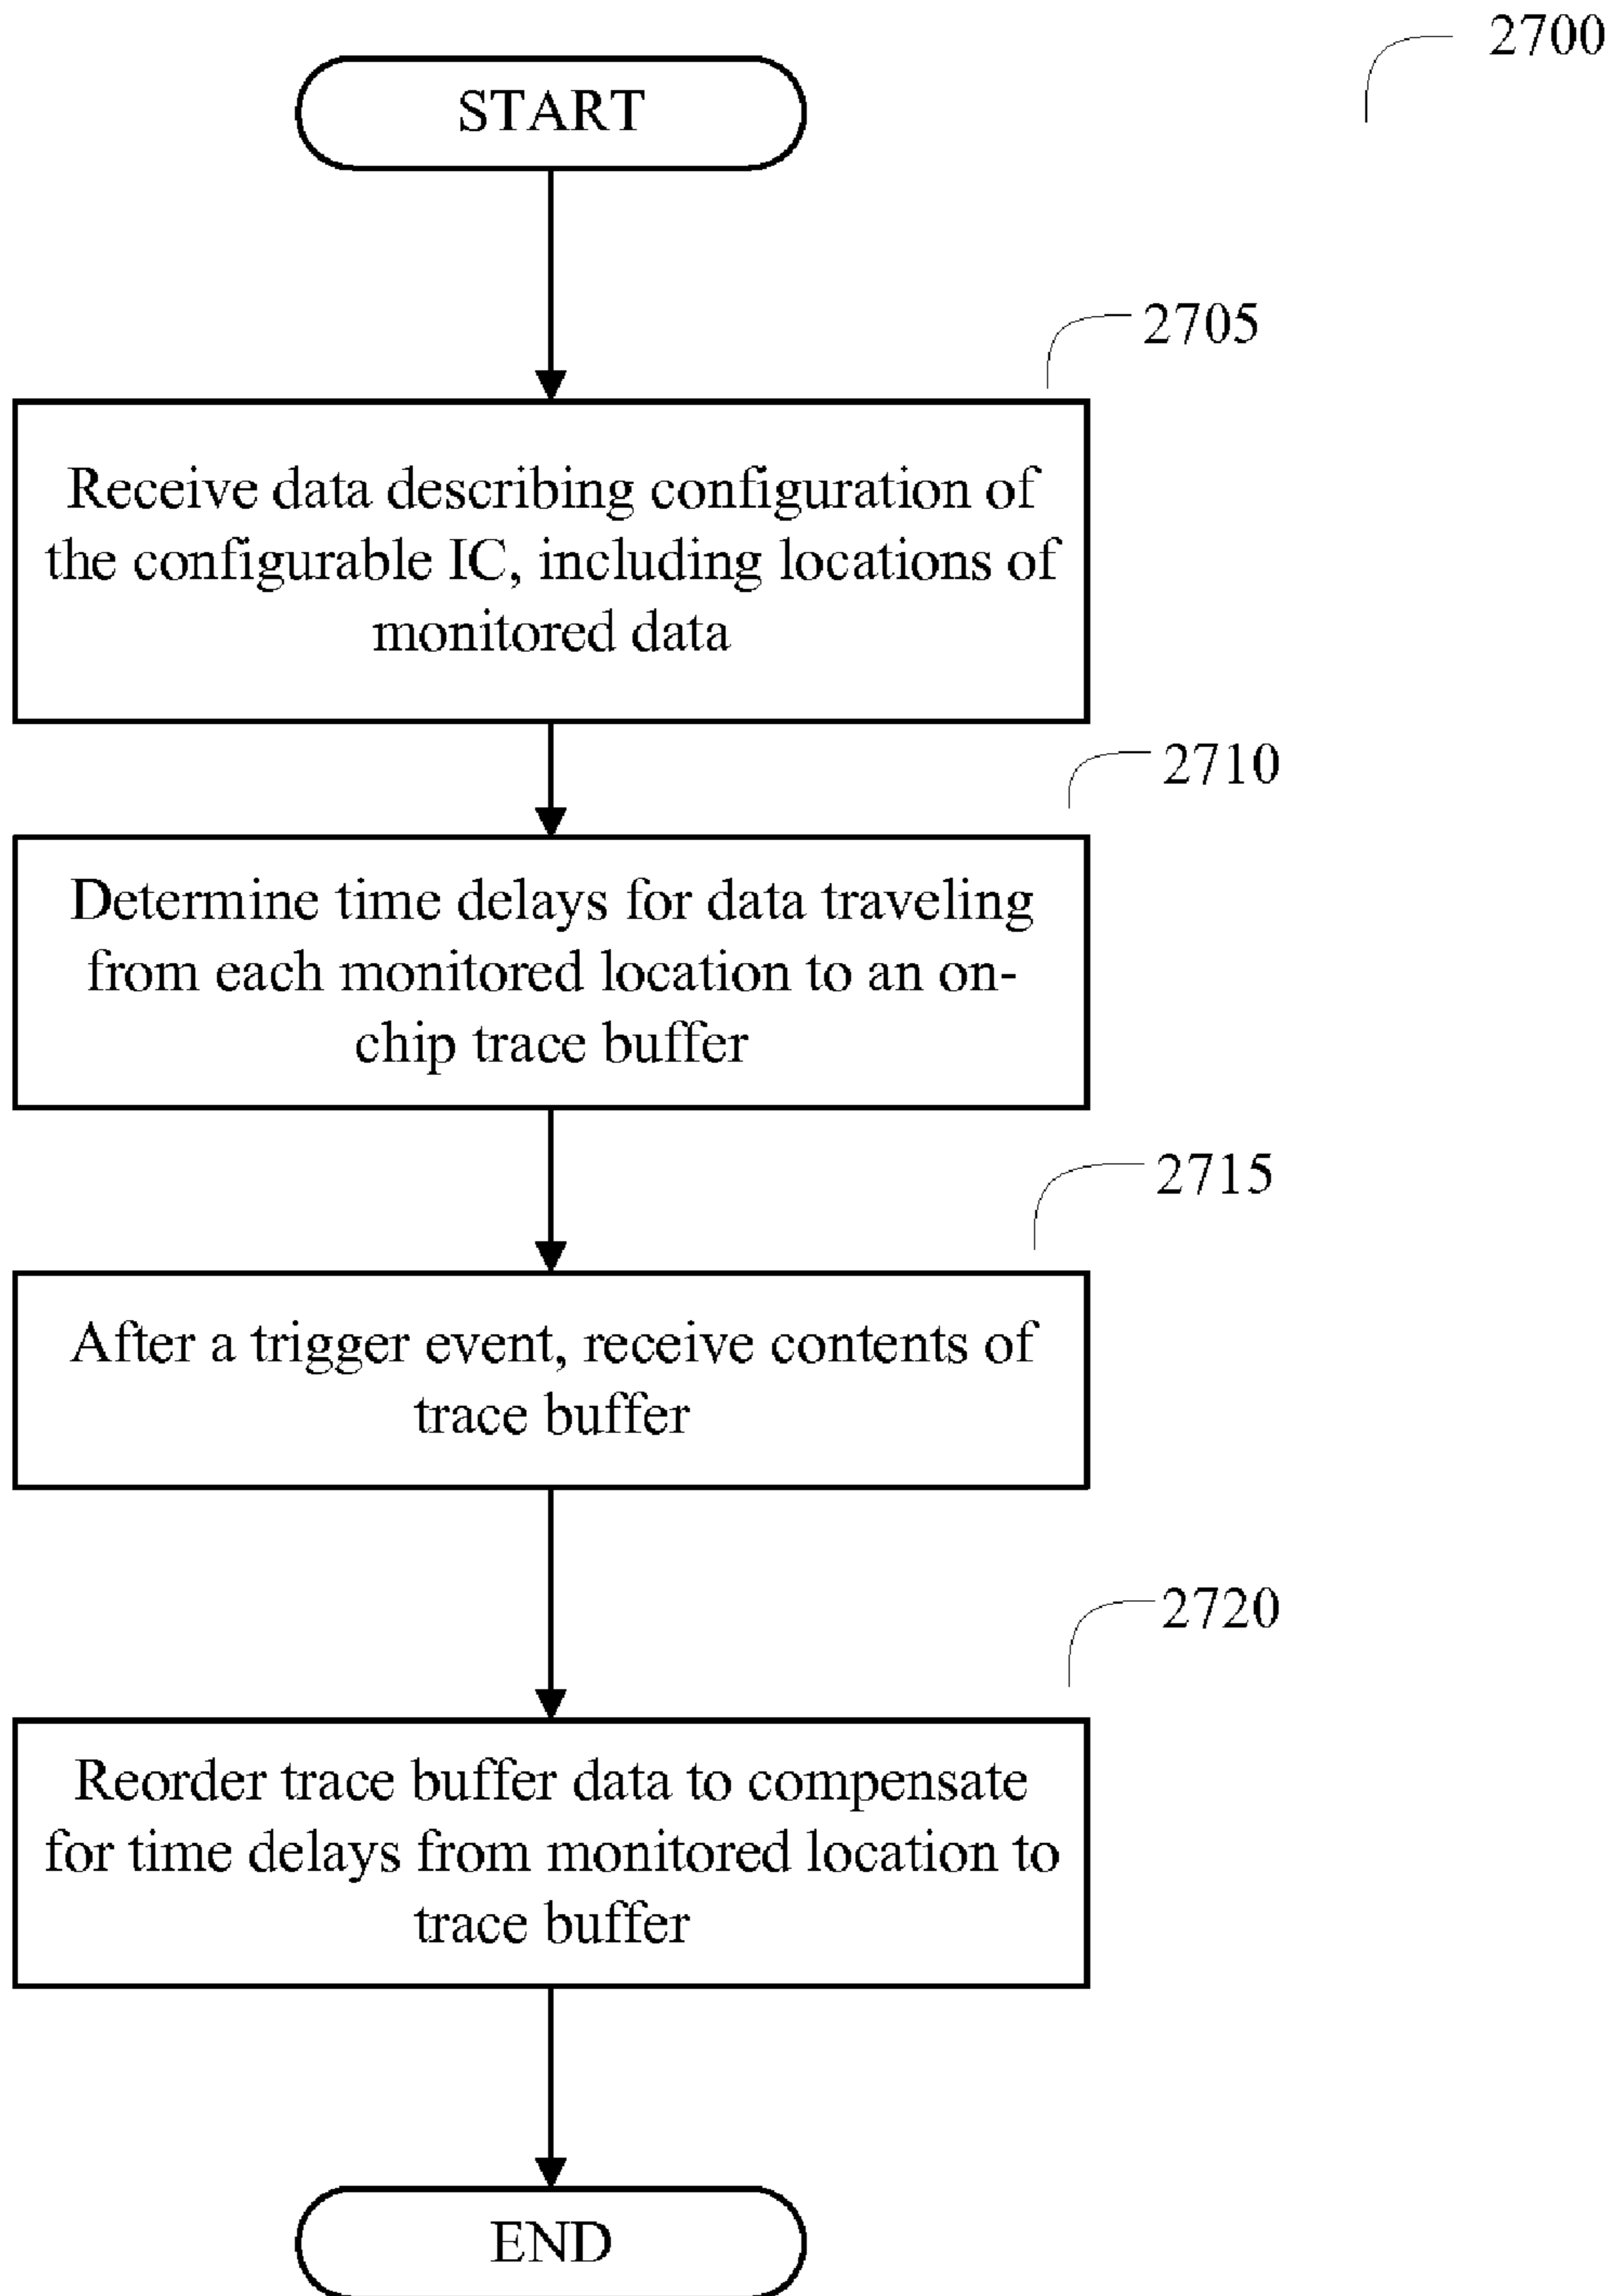 2700
START
2705
Receive data describing configuration of
the configurable IC, including locations of
monitored data
2710
Determine time delays for data traveling
from each monitored location to an on-
chip trace buffer
2715
After a trigger event, receive contents of
trace buffer
2720
Reorder trace buffer data to compensate
for time delays from monitored location to
trace buffer
END